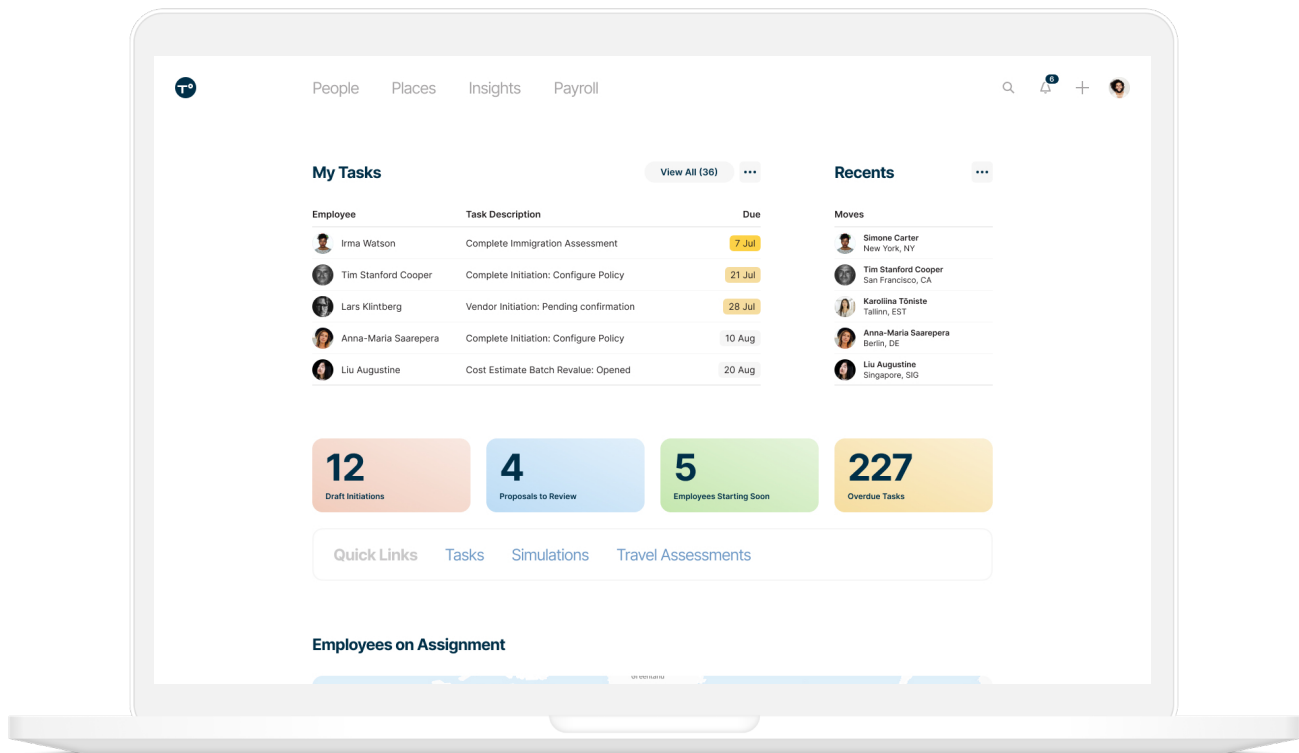 T°
People Places Insights Payroll
6
My Tasks
View All (36)
Employee Task Description Due
Irma Watson Complete Immigration Assessment 7 Jul
Tim Stanford Cooper Complete Initiation: Configure Policy 21 Jul
Lars Klintberg Vendor Initiation: Pending confirmation 28 Jul
Anna-Maria Saarepera Complete Initiation: Configure Policy 10 Aug
Liu Augustine Cost Estimate Batch Revalue: Opened 20 Aug
Recents
Moves
Simone Carter
New York, NY
Tim Stanford Cooper
San Francisco, CA
Karoliina Tõniste
Tallinn, EST
Anna-Maria Saarepera
Berlin, DE
Liu Augustine
Singapore, SIG
12
Draft Initiations
4
Proposals to Review
5
Employees Starting Soon
227
Overdue Tasks
Quick Links Tasks Simulations Travel Assessments
Employees on Assignment
Greenland